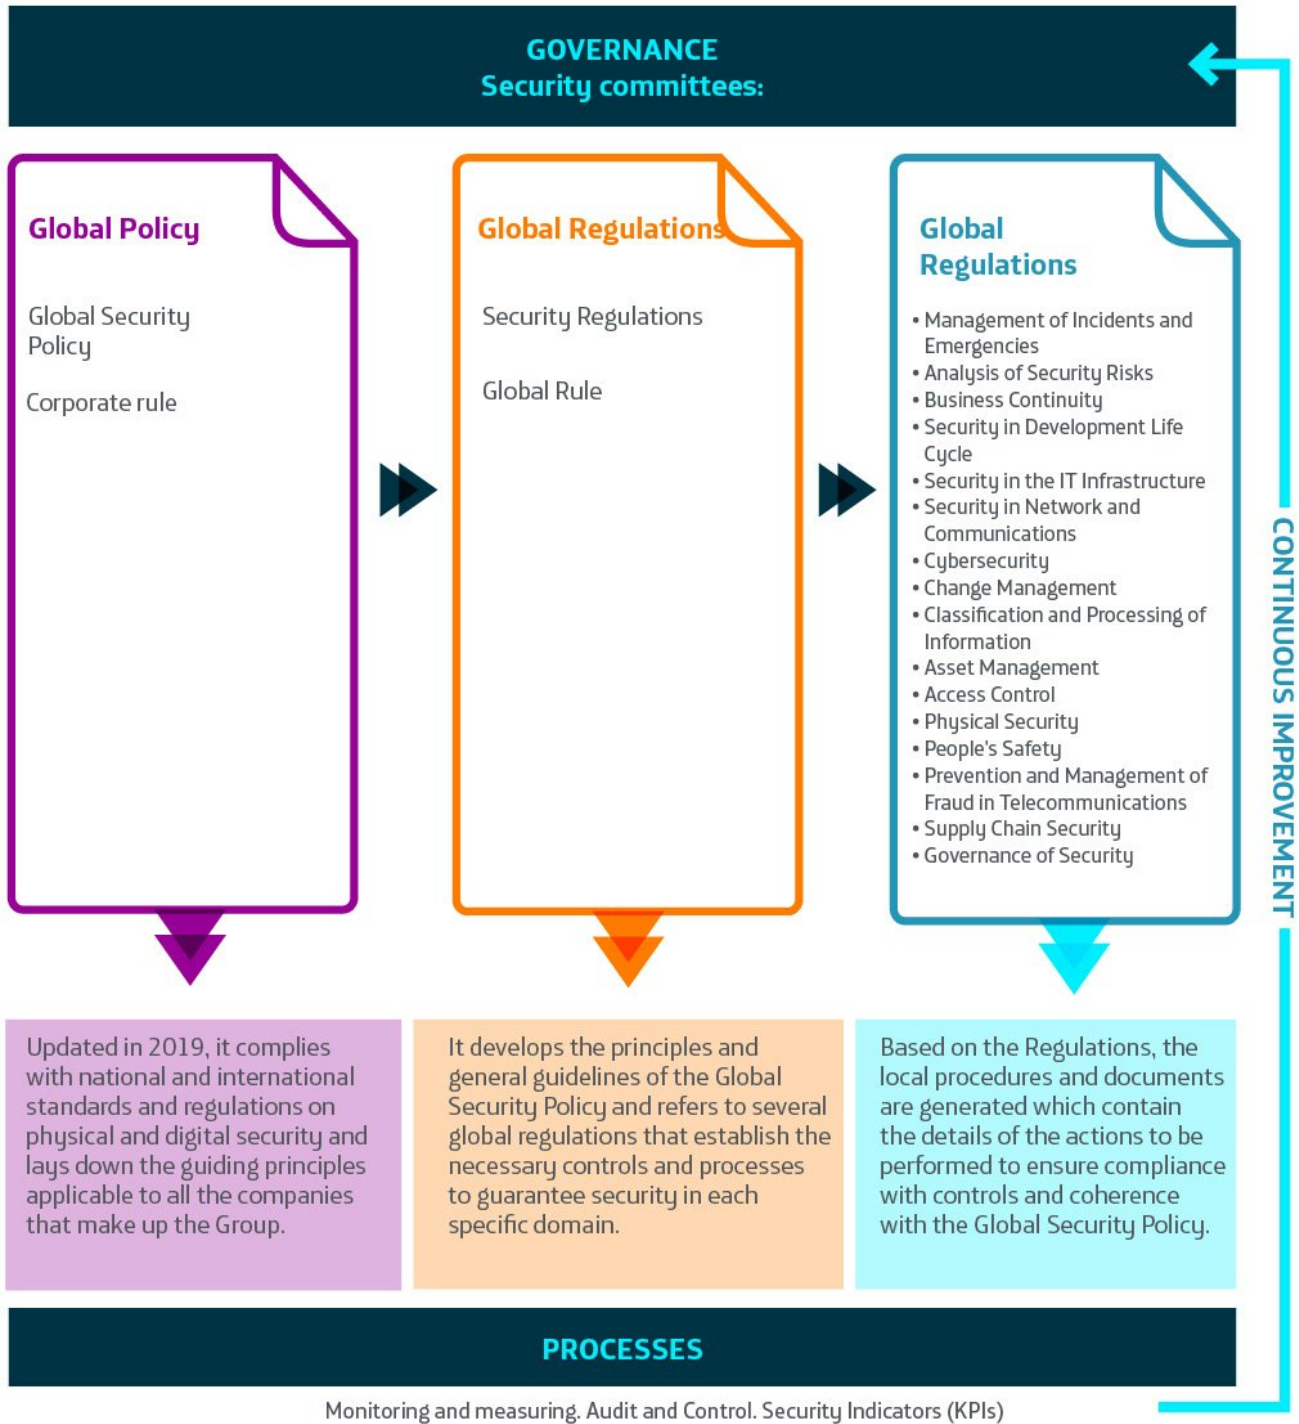 GOVERNANCE
Security committees:
Global Policy
Global Security
Policy
Corporate rule
Global Regulations
Security Regulations
Global Rule
Global
Regulations
• Management of Incidents and
Emergencies
• Analysis of Security Risks
• Business Continuity
• Security in Development Life
Cycle
• Security in the IT Infrastructure
• Security in Network and
Communications
• Cybersecurity
• Change Management
• Classification and Processing of
Information
• Asset Management
• Access Control
• Physical Security
• People's Safety
• Prevention and Management of
Fraud in Telecommunications
• Supply Chain Security
• Governance of Security
CONTINUOUS IMPROVEMENT
Updated in 2019, it complies
with national and international
standards and regulations on
physical and digital security and
lays down the guiding principles
applicable to all the companies
that make up the Group.
It develops the principles and
general guidelines of the Global
Security Policy and refers to several
global regulations that establish the
necessary controls and processes
to guarantee security in each
specific domain.
Based on the Regulations, the
local procedures and documents
are generated which contain
the details of the actions to be
performed to ensure compliance
with controls and coherence
with the Global Security Policy.
PROCESSES
Monitoring and measuring. Audit and Control. Security Indicators (KPIs)